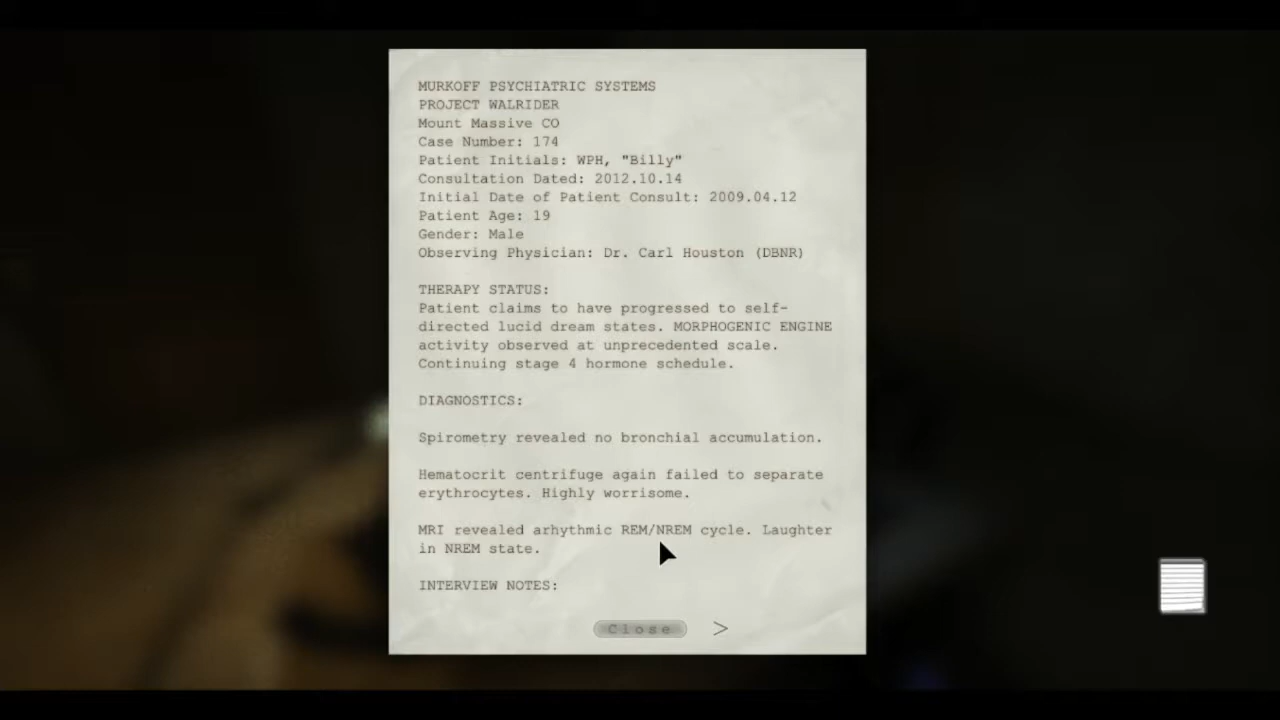 MURKOFF PSYCHIATRIC SYSTEMS
PROJECT WALRIDER
Mount Massive CO
Case Number: 174
Patient Initials: WPH, "Billy"
Consultation Dated: 2012.10.14
Initial Date of Patient Consult: 2009.04.12
Patient Age: 19
Gender: Male
Observing Physician: Dr. Carl Houston (DBNR)
THERAPY STATUS:
Patient claims to have progressed to self-
directed lucid dream states. MORPHOGENIC ENGINE
activity observed at unprecedented scale.
Continuing stage 4 hormone schedule.
DIAGNOSTICS:
Spirometry revealed no bronchial accumulation.
Hematocrit centrifuge again failed to separate
erythrocytes. Highly worrisome.
MRI revealed arhythmic REM/NREM cycle. Laughter
in NREM state.
INTERVIEW NOTES:
Close >